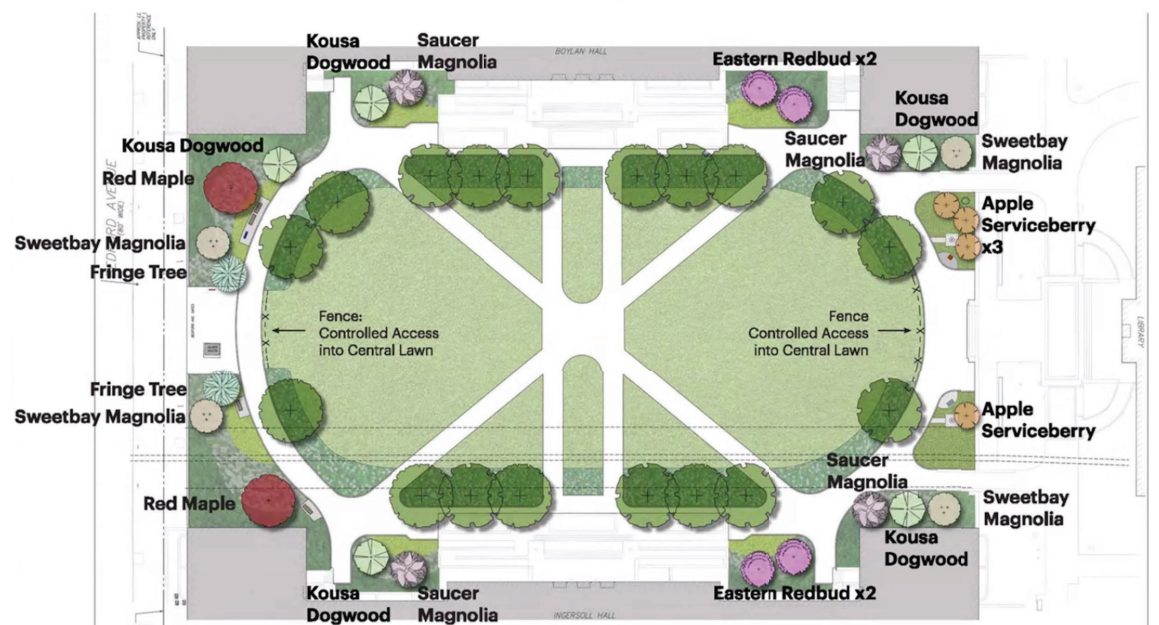 Kousa
Dogwood
Saucer
Magnolia
BOYLAN HALL
Eastern Redbud x2
Kousa
Dogwood
Kousa Dogwood
Saucer
Magnolia
Sweetbay
Magnolia
Red Maple
Apple
Serviceberry
x3
Sweetbay Magnolia
Fringe Tree
AVENUE
Fence:
Controlled Access
into Central Lawn
Fence
Controlled Access
into Central Lawn
LIBRARY
Fringe Tree
Sweetbay Magnolia
Apple
Serviceberry
Saucer
Magnolia
Red Maple
Sweetbay
Magnolia
Kousa
Dogwood
Kousa
Dogwood
Saucer
Magnolia
Eastern Redbud x2
INGERSOLL HALL